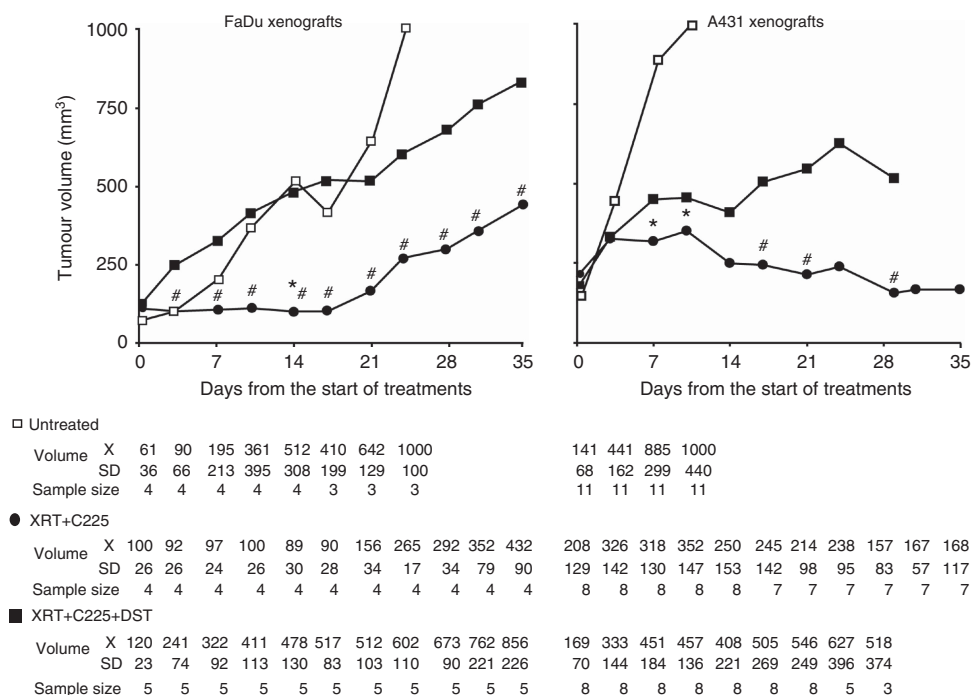 FaDu xenografts
A431 xenografts
1000
750
500
250
0
Tumour volume (mm³)
# # # * # # # # # # #
* * # # #
0 7 14 21 28 35
0 7 14 21 28 35
Days from the start of treatments
Days from the start of treatments
Untreated
Volume X 61 90 195 361 512 410 642 1000 141 441 885 1000
SD 36 66 213 395 308 199 129 100 68 162 299 440
Sample size 4 4 4 4 4 3 3 3 11 11 11 11
XRT+C225
Volume X 100 92 97 100 89 90 156 265 292 352 432 208 326 318 352 250 245 214 238 157 167 168
SD 26 26 24 26 30 28 34 17 34 79 90 129 142 130 147 153 142 98 95 83 57 117
Sample size 4 4 4 4 4 4 4 4 4 4 4 8 8 8 8 8 7 7 7 7 7 7
XRT+C225+DST
Volume X 120 241 322 411 478 517 512 602 673 762 856 169 333 451 457 408 505 546 627 518
SD 23 74 92 113 130 83 103 110 90 221 226 70 144 184 136 221 269 249 396 374
Sample size 5 5 5 5 5 5 5 5 5 5 5 8 8 8 8 8 8 8 5 3